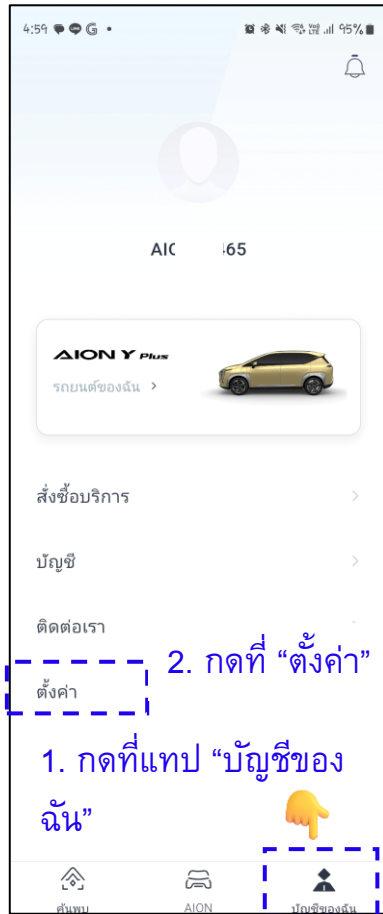 4:59
95%
AIC 465
AION Y Plus
รถยนต์ของฉัน
สั่งซื้อบริการ
บัญชี
ติดต่อเรา
2. กดที่ “ตั้งค่า”
ตั้งค่า
1. กดที่แทป “บัญชีของ
ฉัน”
ค้นพบ AION บัญชีของฉัน